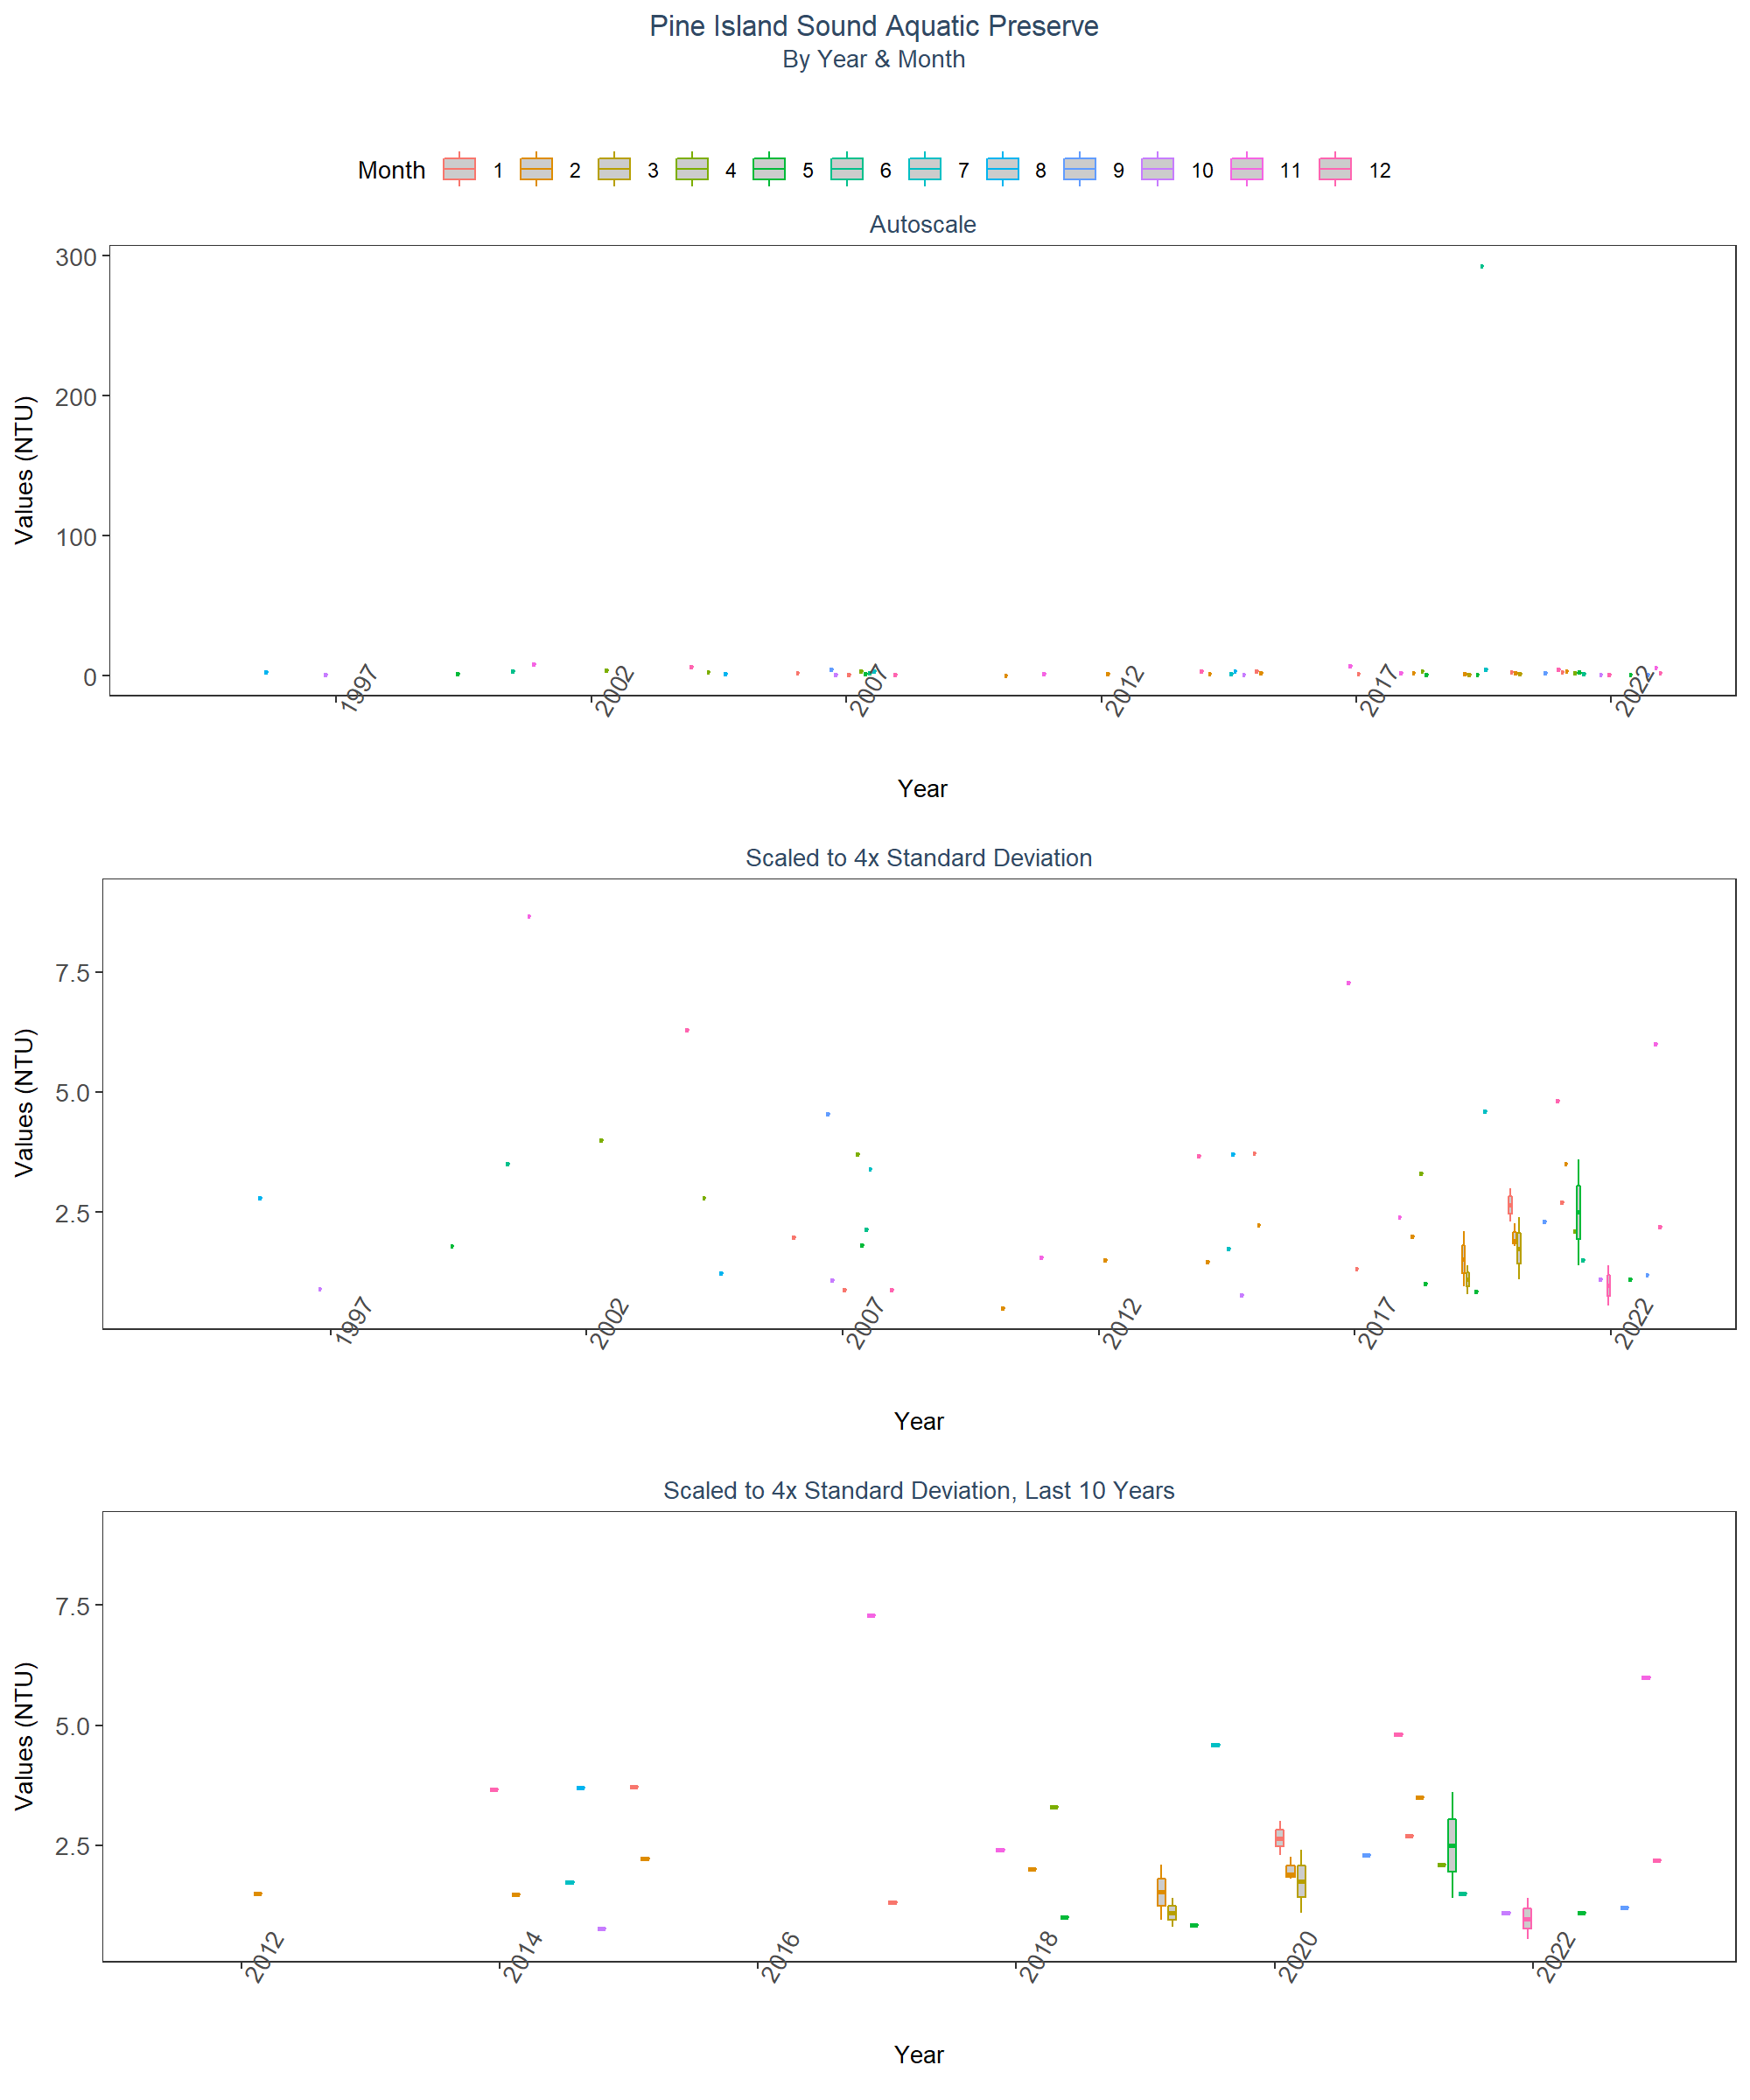 Pine Island Sound Aquatic Preserve
By Year & Month
Month 1 2 3 4 5 6 7 8 9 10 11 12
Autoscale
Values (NTU)
300
200
100
0
1997 2002 2007 2012 2017 2022
Year
Scaled to 4x Standard Deviation
Values (NTU)
7.5
5.0
2.5
1997 2002 2007 2012 2017 2022
Year
Scaled to 4x Standard Deviation, Last 10 Years
Values (NTU)
7.5
5.0
2.5
2012 2014 2016 2018 2020 2022
Year